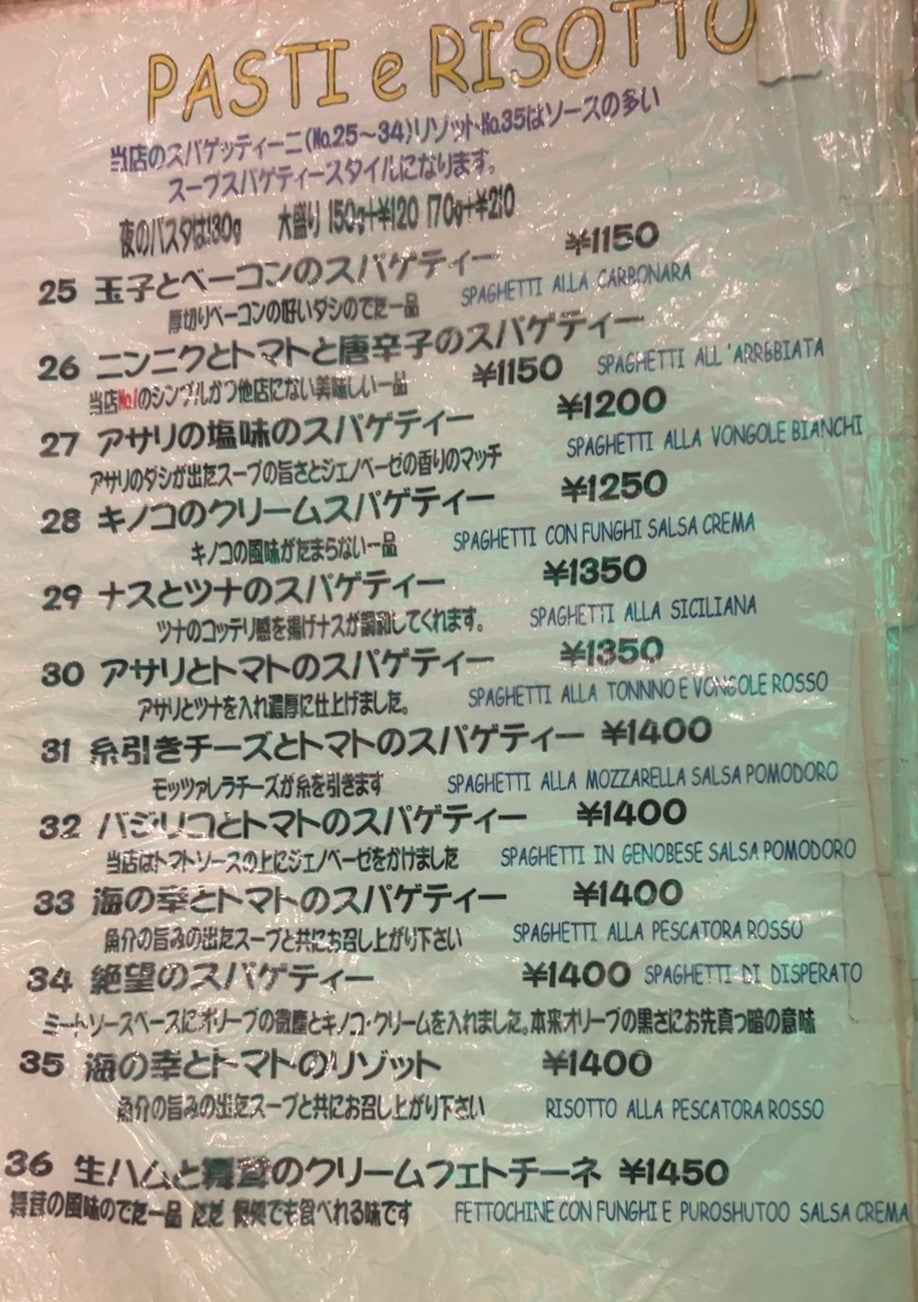 PASTI e RISOTTO
当店のスパゲッティーニ(No.25〜34)リゾットNo.35はソースの多い
スープスパゲティースタイルになります。
夜のパスタは130g 大盛り 150g+¥120 170g+¥210
25 玉子とベーコンのスパゲティー ¥1150
厚切りベーコンの好いダシのでた一品 SPAGHETTI ALLA CARBONARA
26 ニンニクとトマトと唐辛子のスパゲティー
当店No.1のシンプルかつ他店にない美味しい一品 ¥1150 SPAGHETTI ALL'ARRABBIATA
27 アサリの塩味のスパゲティー ¥1200
アサリのダシが出たスープの旨さとジェノベーゼの香りのマッチ SPAGHETTI ALLA VONGOLE BIANCHI
28 キノコのクリームスパゲティー ¥1250
キノコの風味がたまらない一品 SPAGHETTI CON FUNGHI SALSA CREMA
29 ナスとツナのスパゲティー ¥1350
ツナのコッテリ感を揚げナスが調和してくれます。 SPAGHETTI ALLA SICILIANA
30 アサリとトマトのスパゲティー ¥1350
アサリとツナを入れ濃厚に仕上げました。 SPAGHETTI ALLA TONNNO E VONGOLE ROSSO
31 糸引きチーズとトマトのスパゲティー ¥1400
モッツァレラチーズが糸を引きます SPAGHETTI ALLA MOZZARELLA SALSA POMODORO
32 バジリコとトマトのスパゲティー ¥1400
当店はトマトソースの上にジェノベーゼをかけました SPAGHETTI IN GENOBESE SALSA POMODORO
33 海の幸とトマトのスパゲティー ¥1400
魚介の旨みの出たスープと共にお召し上がり下さい SPAGHETTI ALLA PESCATORA ROSSO
34 絶望のスパゲティー ¥1400 SPAGHETTI DI DISPERATO
ミートソースベースにオリーブの微塵とキノコ・クリームを入れました。本来オリーブの黒さにお先真っ暗の意味
35 海の幸とトマトのリゾット ¥1400
魚介の旨みの出たスープと共にお召し上がり下さい RISOTTO ALLA PESCATORA ROSSO
36 生ハムと舞茸のクリームフェトチーネ ¥1450
舞茸の風味のでた一品 ただ でも食べれる味です FETTOCHINE CON FUNGHI E PUROSHUTOO SALSA CREMA